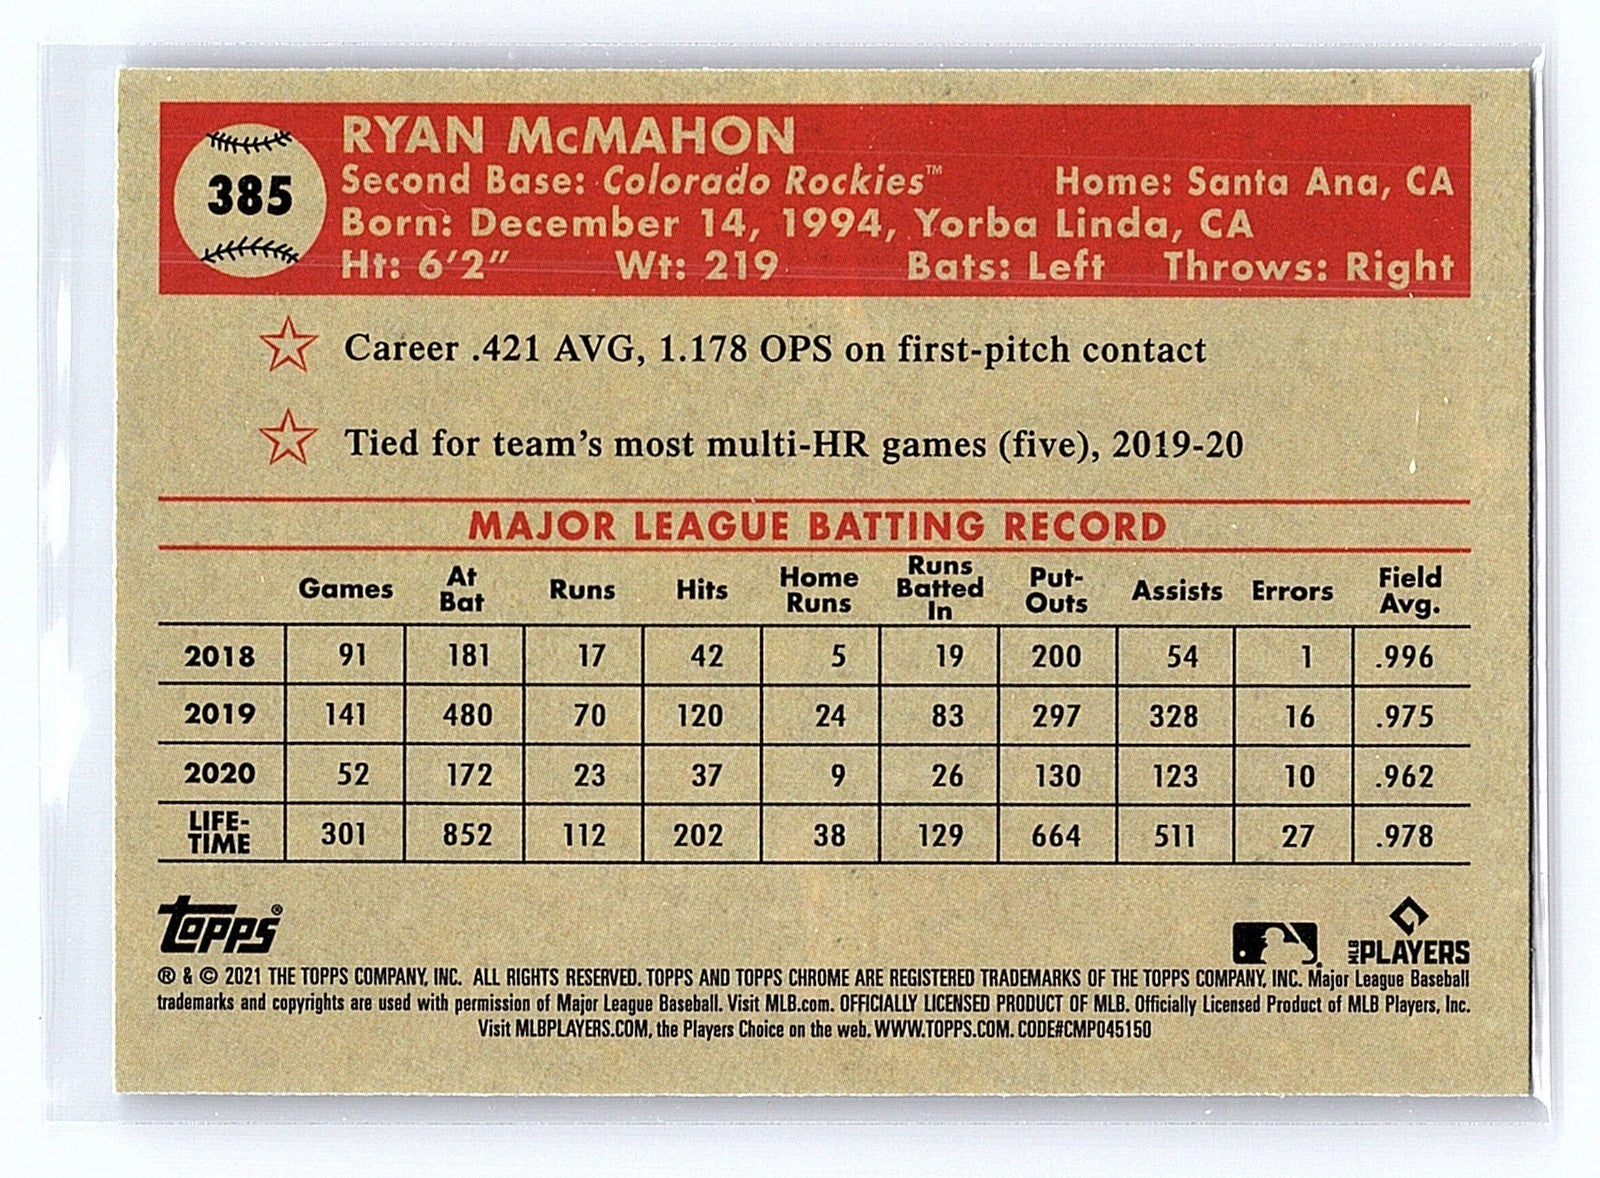 385
RYAN McMAHON
Second Base: Colorado Rockies™ Home: Santa Ana, CA
Born: December 14, 1994, Yorba Linda, CA
Ht: 6'2" Wt: 219 Bats: Left Throws: Right
Career .421 AVG, 1.178 OPS on first-pitch contact
Tied for team's most multi-HR games (five), 2019-20
MAJOR LEAGUE BATTING RECORD
Games At Bat Runs Hits Home Runs Runs Batted In Put-Outs Assists Errors Field Avg.
2018 91 181 17 42 5 19 200 54 1 .996
2019 141 480 70 120 24 83 297 328 16 .975
2020 52 172 23 37 9 26 130 123 10 .962
LIFE-TIME 301 852 112 202 38 129 664 511 27 .978
Topps®
MLB PLAYERS
® & © 2021 THE TOPPS COMPANY, INC. ALL RIGHTS RESERVED. TOPPS AND TOPPS CHROME ARE REGISTERED TRADEMARKS OF THE TOPPS COMPANY, INC. Major League Baseball
trademarks and copyrights are used with permission of Major League Baseball. Visit MLB.com. OFFICIALLY LICENSED PRODUCT OF MLB. Officially Licensed Product of MLB Players, Inc.
Visit MLBPLAYERS.COM, the Players Choice on the web. WWW.TOPPS.COM. CODE#CMP045150